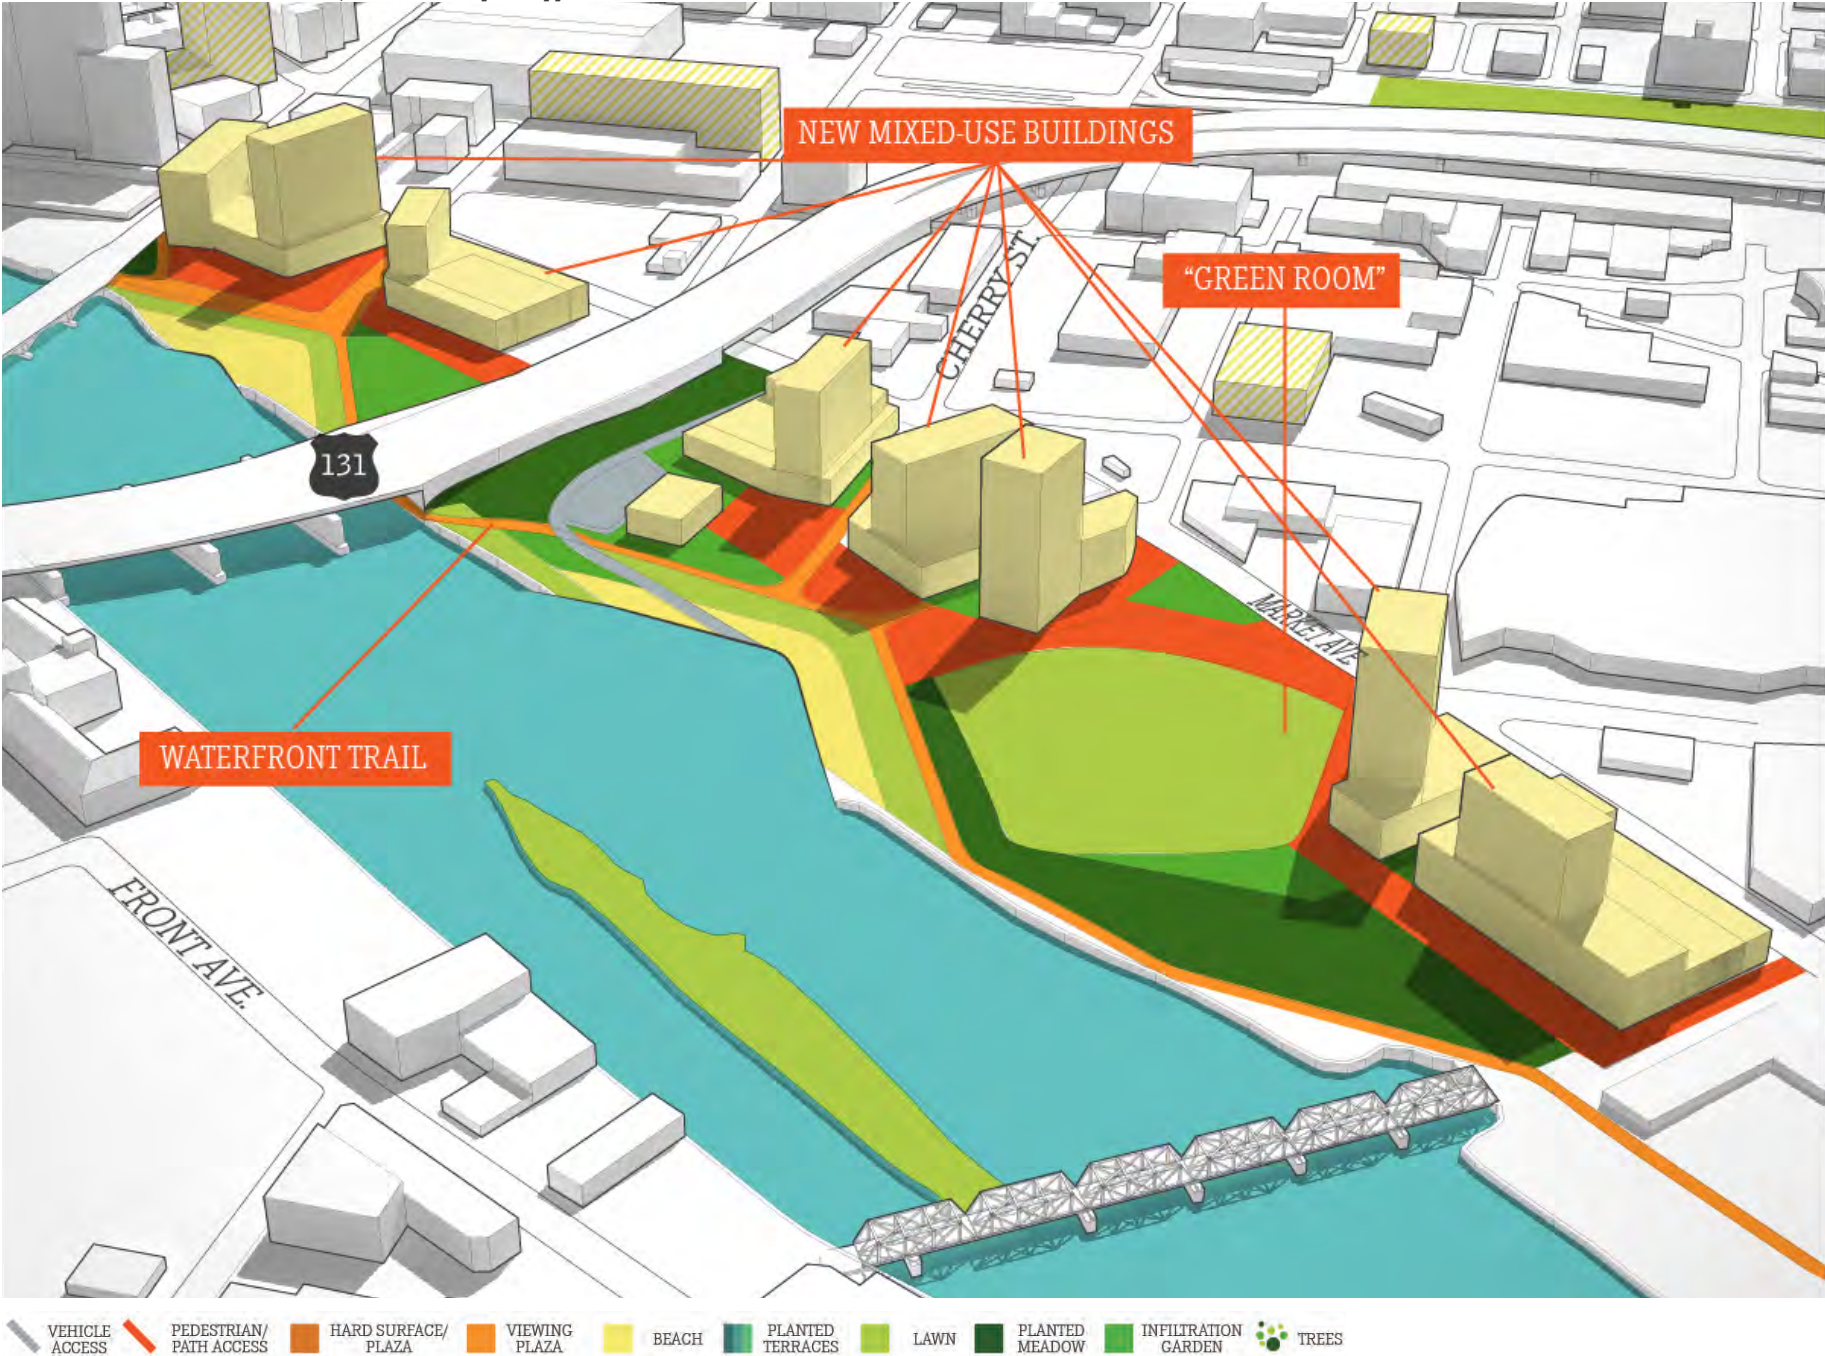 NEW MIXED-USE BUILDINGS
"GREEN ROOM"
CHERRY ST.
131
MARKET AVE
WATERFRONT TRAIL
FRONT AVE.
VEHICLE
ACCESS
PEDESTRIAN/
PATH ACCESS
HARD SURFACE/
PLAZA
VIEWING
PLAZA
BEACH
PLANTED
TERRACES
LAWN
PLANTED
MEADOW
INFILTRATION
GARDEN
TREES